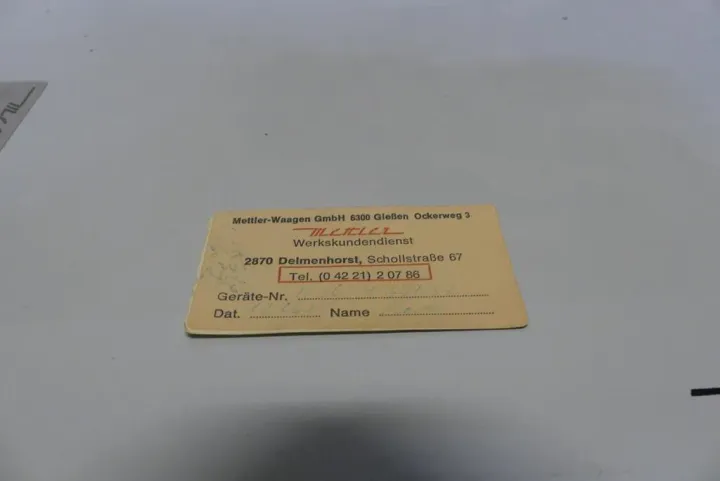 Mettler-Waagen GmbH 6300 Gießen Ockerweg 3
Mettler
Werkskundendienst
2870 Delmenhorst, Schollstraße 67
Tel. (0 42 21) 2 07 86
Geräte-Nr.
Dat. Name